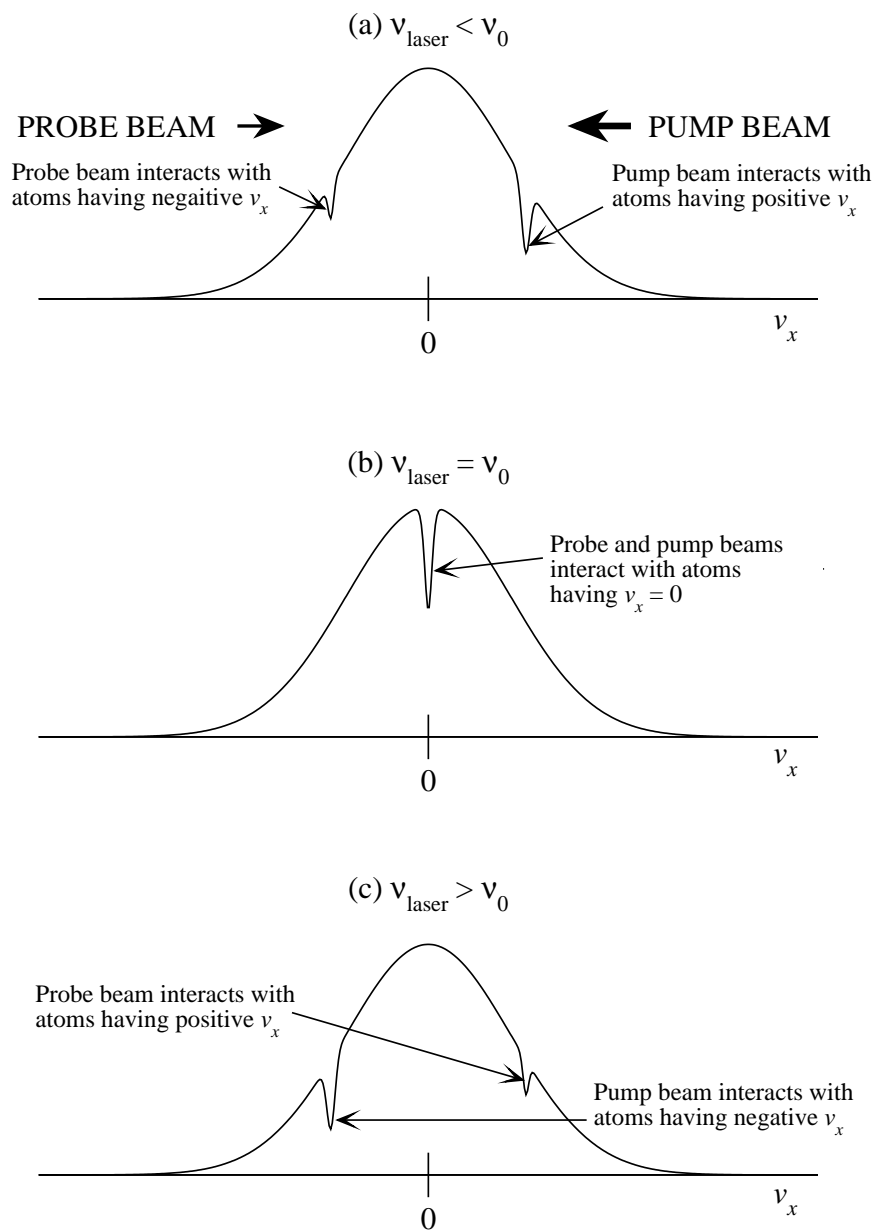 (a) ν_laser < ν_0
PROBE BEAM
PUMP BEAM
Probe beam interacts with
atoms having negaitive v_x
Pump beam interacts with
atoms having positive v_x
0
v_x
(b) ν_laser = ν_0
Probe and pump beams
interact with atoms
having v_x = 0
0
v_x
(c) ν_laser > ν_0
Probe beam interacts with
atoms having positive v_x
Pump beam interacts with
atoms having negative v_x
0
v_x